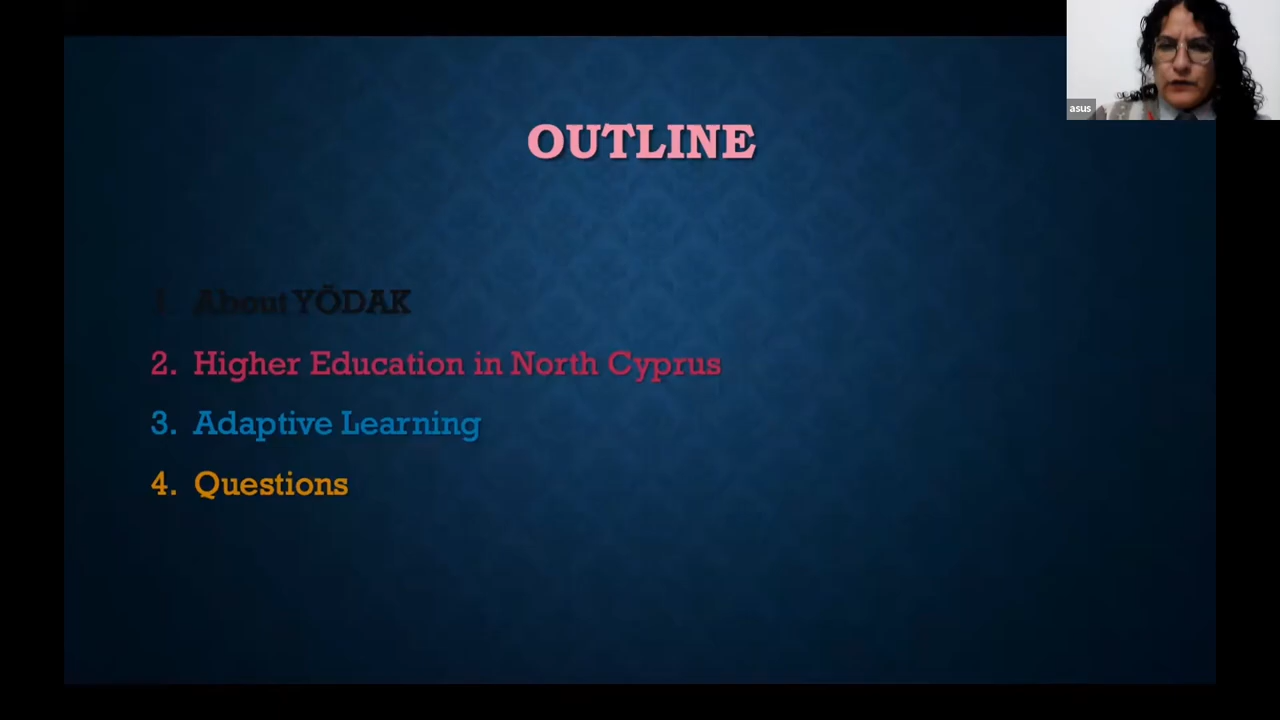 asus
OUTLINE
1. About YÖDAK
2. Higher Education in North Cyprus
3. Adaptive Learning
4. Questions